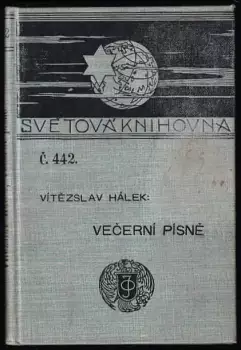 SVĚTOVÁ KNIHOVNA
Č. 442.
VÍTĚZSLAV HÁLEK:
VEČERNÍ PÍSNĚ